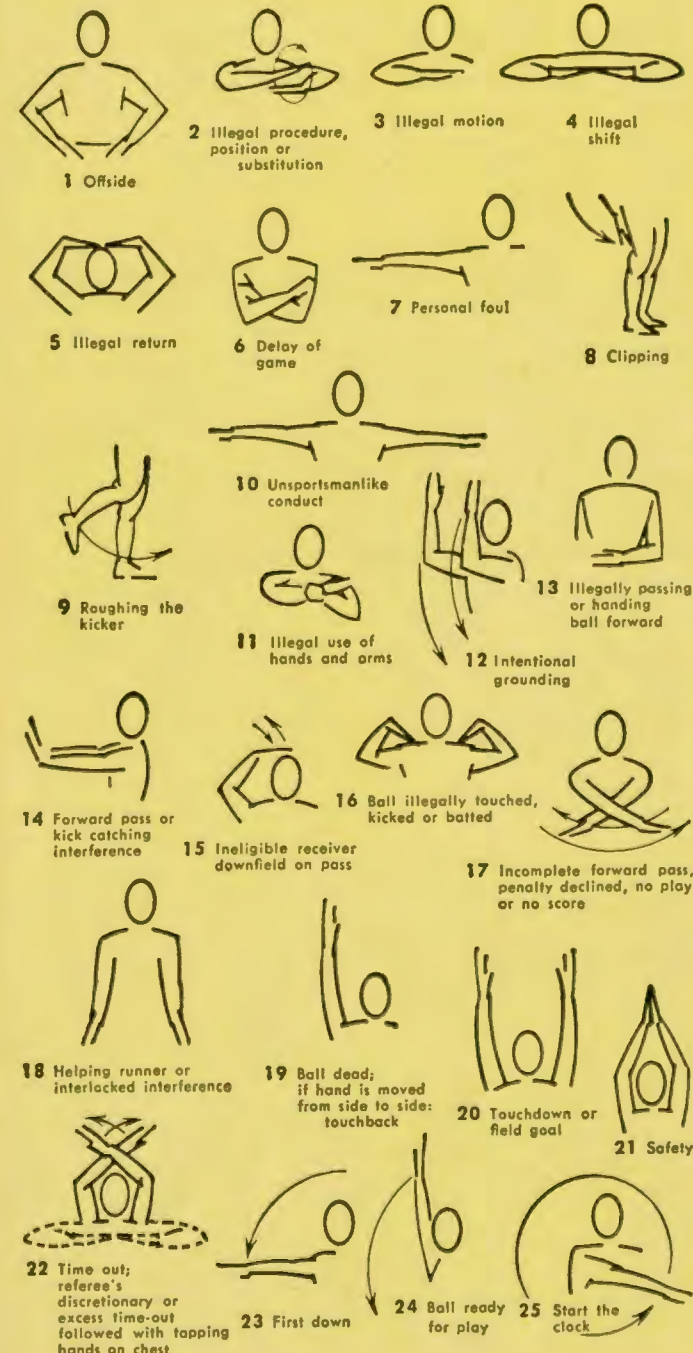 1 Offside
2 Illegal procedure,
position or
substitution
3 Illegal motion
4 Illegal
shift
5 Illegal return
6 Delay of
game
7 Personal foul
8 Clipping
9 Roughing the
kicker
10 Unsportsmanlike
conduct
11 Illegal use of
hands and arms
12 Intentional
grounding
13 Illegally passing
or handing
ball forward
14 Forward pass or
kick catching
interference
15 Ineligible receiver
downfield on pass
16 Ball illegally touched,
kicked or batted
17 Incomplete forward pass,
penalty declined, no play
or no score
18 Helping runner or
interlocked interference
19 Ball dead;
if hand is moved
from side to side:
touchback
20 Touchdown or
field goal
21 Safety
22 Time out;
referee's
discretionary or
excess time-out
followed with tapping
hands on chest
23 First down
24 Ball ready
for play
25 Start the
clock